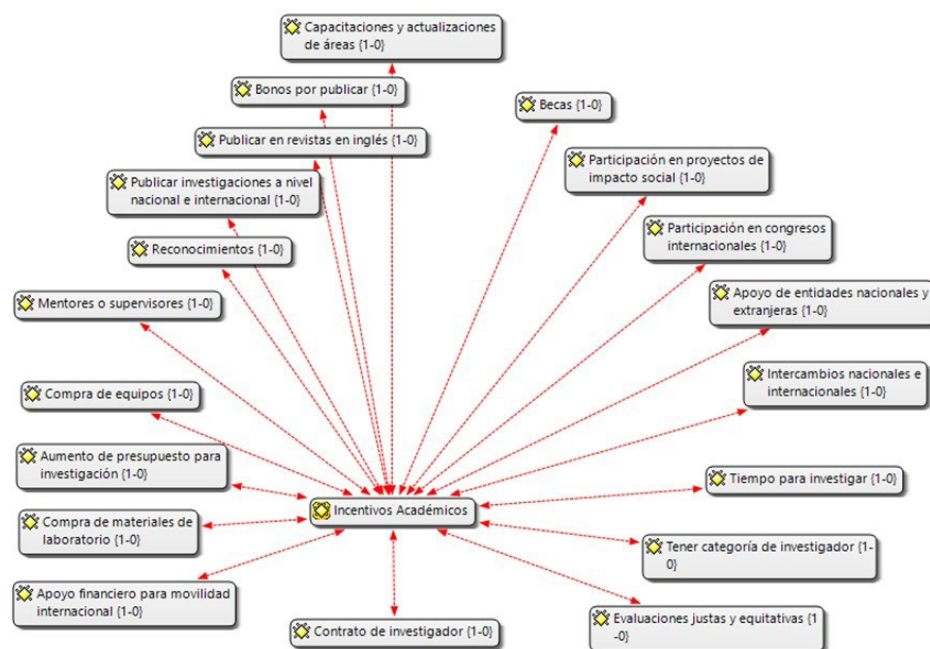 Capacitaciones y actualizaciones
de áreas {1-0}
Bonos por publicar {1-0}
Becas {1-0}
Publicar en revistas en inglés {1-0}
Participación en proyectos de
impacto social {1-0}
Publicar investigaciones a nivel
nacional e internacional {1-0}
Participación en congresos
internacionales {1-0}
Reconocimientos {1-0}
Mentores o supervisores {1-0}
Apoyo de entidades nacionales y
extranjeras {1-0}
Intercambios nacionales e
internacionales {1-0}
Compra de equipos {1-0}
Aumento de presupuesto para
investigación {1-0}
Tiempo para investigar {1-0}
Incentivos Académicos
Compra de materiales de
laboratorio {1-0}
Tener categoría de investigador {1-
0}
Apoyo financiero para movilidad
internacional {1-0}
Contrato de investigador {1-0}
Evaluaciones justas y equitativas {1
-0}